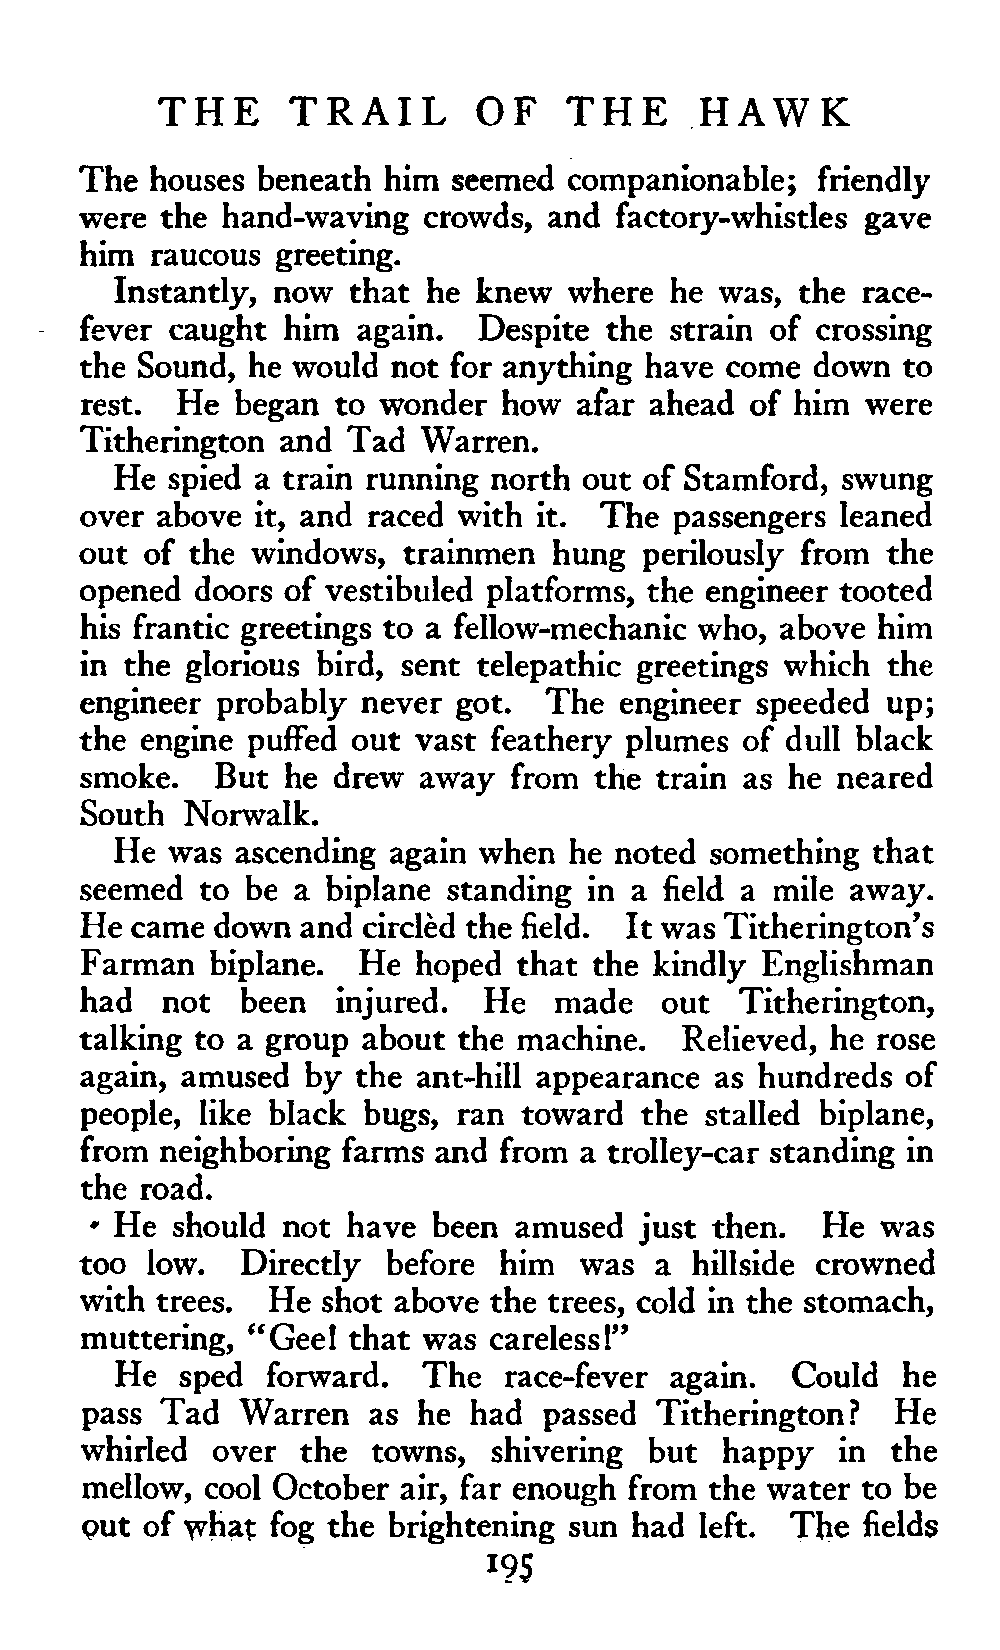 THE TRAIL OF THE HAWK
The houses beneath him seemed companionable; friendly
were the hand-waving crowds, and factory-whistles gave
him raucous greeting.
Instantly, now that he knew where he was, the race-
fever caught him again. Despite the strain of crossing
the Sound, he would not for anything have come down to
rest. He began to wonder how afar ahead of him were
Titherington and Tad Warren.
He spied a train running north out of Stamford, swung
over above it, and raced with it. The passengers leaned
out of the windows, trainmen hung perilously from the
opened doors of vestibuled platforms, the engineer tooted
his frantic greetings to a fellow-mechanic who, above him
in the glorious bird, sent telepathic greetings which the
engineer probably never got. The engineer speeded up;
the engine puffed out vast feathery plumes of dull black
smoke. But he drew away from the train as he neared
South Norwalk.
He was ascending again when he noted something that
seemed to be a biplane standing in a field a mile away.
He came down and circlèd the field. It was Titherington's
Farman biplane. He hoped that the kindly Englishman
had not been injured. He made out Titherington,
talking to a group about the machine. Relieved, he rose
again, amused by the ant-hill appearance as hundreds of
people, like black bugs, ran toward the stalled biplane,
from neighboring farms and from a trolley-car standing in
the road.
He should not have been amused just then. He was
too low. Directly before him was a hillside crowned
with trees. He shot above the trees, cold in the stomach,
muttering, "Gee! that was careless!"
He sped forward. The race-fever again. Could he
pass Tad Warren as he had passed Titherington? He
whirled over the towns, shivering but happy in the
mellow, cool October air, far enough from the water to be
out of what fog the brightening sun had left. The fields
195